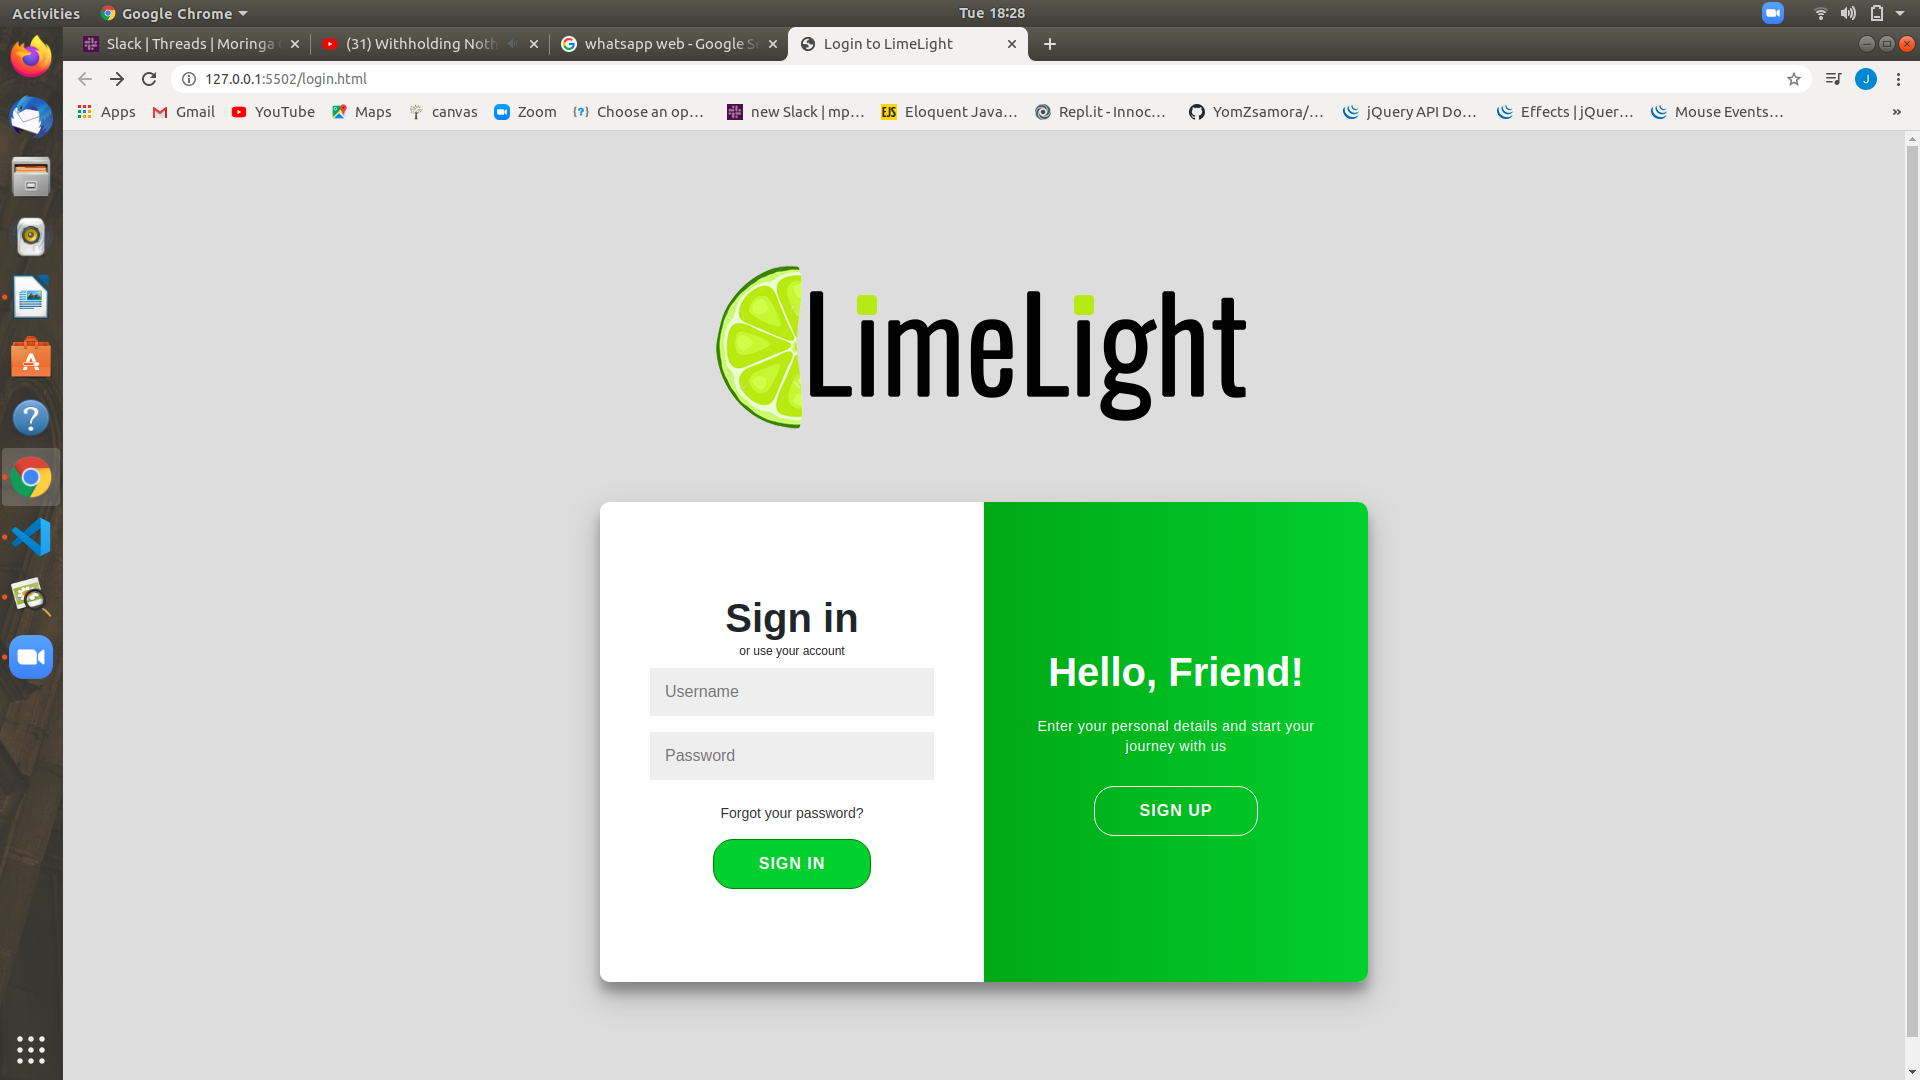 Activities
Google Chrome
Tue 18:28
Slack | Threads | Moringa
(31) Withholding Noth
whatsapp web - Google Se
Login to LimeLight
127.0.0.1:5502/login.html
J
Apps
Gmail
YouTube
Maps
canvas
Zoom
Choose an op…
new Slack | mp…
EJS
Eloquent Java…
Repl.it - Innoc…
YomZsamora/…
jQuery API Do…
Effects | jQuer…
Mouse Events…
»
LimeLight
Sign in
or use your account
Username
Password
Forgot your password?
SIGN IN
Hello, Friend!
Enter your personal details and start your
journey with us
SIGN UP